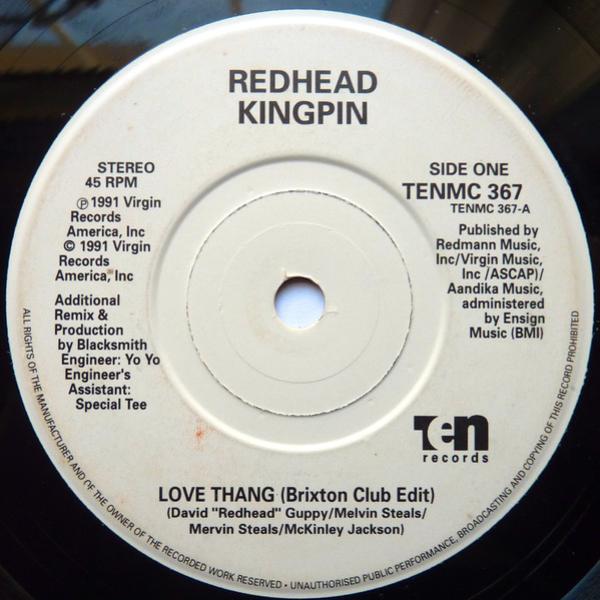 REDHEAD
KINGPIN
STEREO
45 RPM
℗ 1991 Virgin
Records
America, Inc
© 1991 Virgin
Records
America, Inc
Additional
Remix &
Production
by Blacksmith
Engineer: Yo Yo
Engineer's
Assistant:
Special Tee
SIDE ONE
TENMC 367
TENMC 367-A
Published by
Redmann Music,
Inc/Virgin Music,
Inc /ASCAP)/
Aandika Music,
administered
by Ensign
Music (BMI)
Ten
records
LOVE THANG (Brixton Club Edit)
(David "Redhead" Guppy/Melvin Steals/
Mervin Steals/McKinley Jackson)
ALL RIGHTS OF THE MANUFACTURER AND OF THE OWNER OF THE RECORDED WORK RESERVED • UNAUTHORISED PUBLIC PERFORMANCE, BROADCASTING AND COPYING OF THIS RECORD PROHIBITED